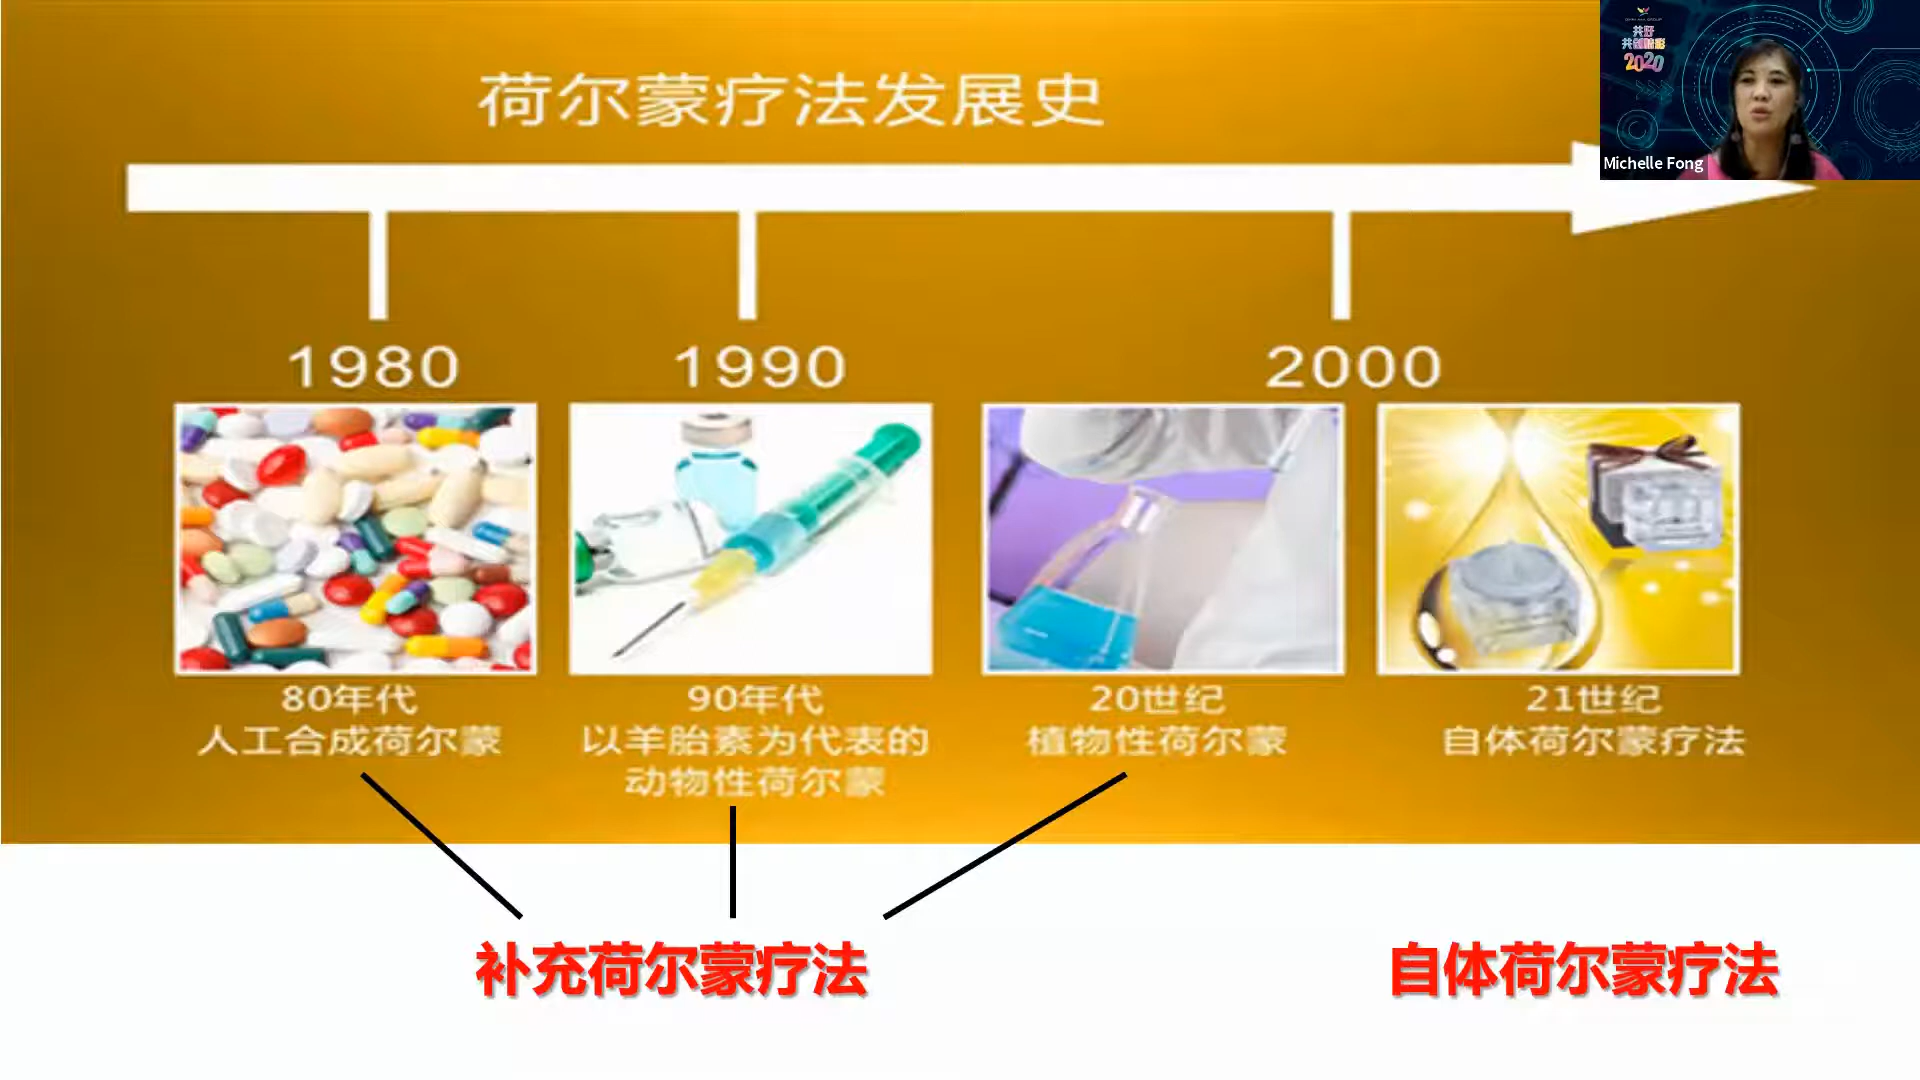 荷尔蒙疗法发展史
共好
共创精彩
2020
Michelle Fong
1980
1990
2000
80年代
人工合成荷尔蒙
90年代
以羊胎素为代表的
动物性荷尔蒙
20世纪
植物性荷尔蒙
21世纪
自体荷尔蒙疗法
补充荷尔蒙疗法
自体荷尔蒙疗法